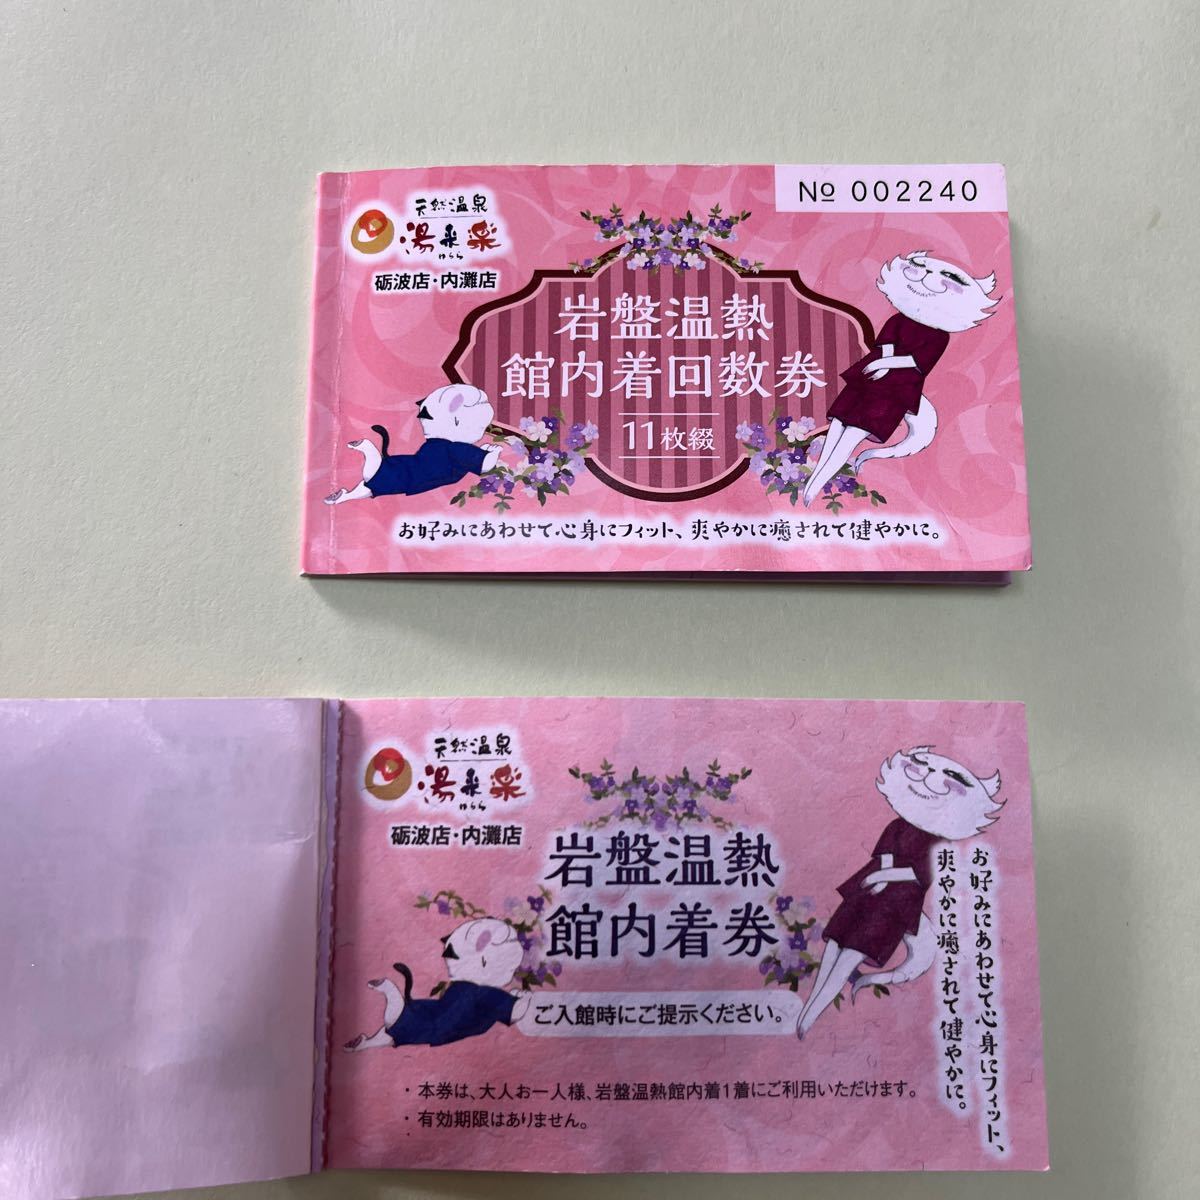 No 002240
天然温泉
湯来楽
ゆらら
砺波店・内灘店
岩盤温熱
館内着回数券
11枚綴
お好みにあわせて心身にフィット、爽やかに癒されて健やかに。
天然温泉
湯来楽
ゆらら
砺波店・内灘店
岩盤温熱
館内着券
ご入館時にご提示ください。
お好みにあわせて心身にフィット、
爽やかに癒されて健やかに。
・本券は、大人お一人様、岩盤温熱館内着1着にご利用いただけます。
・有効期限はありません。